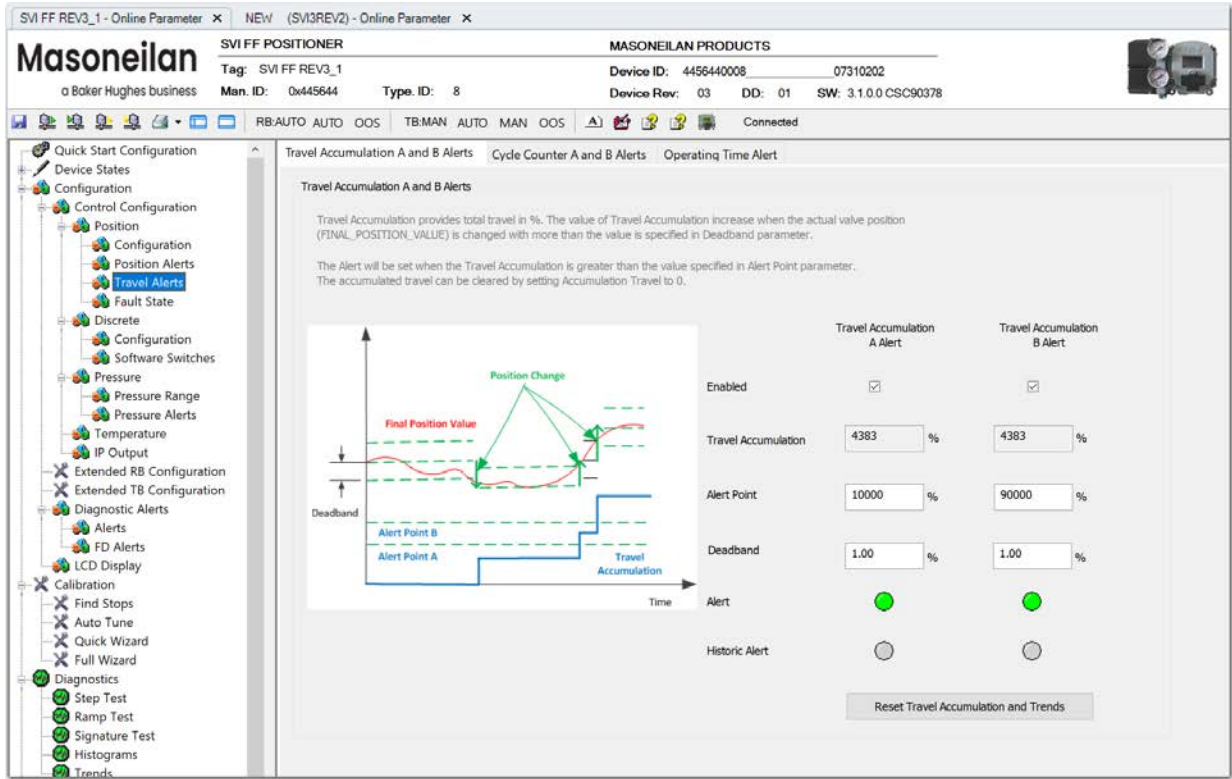 SVI FF REV3_1 - Online Parameter ×
NEW (SVI3REV2) - Online Parameter ×
Masoneilan
a Baker Hughes business
SVI FF POSITIONER
MASONEILAN PRODUCTS
Tag: SVI FF REV3_1
Device ID: 4456440008________07310202
Man. ID: 0x445644 Type. ID: 8
Device Rev: 03 DD: 01 SW: 3.1.0.0 CSC90378
RB:AUTO AUTO OOS TB:MAN AUTO MAN OOS Connected
Quick Start Configuration
Device States
Configuration
Control Configuration
Position
Configuration
Position Alerts
Travel Alerts
Fault State
Discrete
Configuration
Software Switches
Pressure
Pressure Range
Pressure Alerts
Temperature
IP Output
Extended RB Configuration
Extended TB Configuration
Diagnostic Alerts
Alerts
FD Alerts
LCD Display
Calibration
Find Stops
Auto Tune
Quick Wizard
Full Wizard
Diagnostics
Step Test
Ramp Test
Signature Test
Histograms
Trends
Travel Accumulation A and B Alerts
Cycle Counter A and B Alerts
Operating Time Alert
Travel Accumulation A and B Alerts
Travel Accumulation provides total travel in %. The value of Travel Accumulation increase when the actual valve position
(FINAL_POSITION_VALUE) is changed with more than the value is specified in Deadband parameter.
The Alert will be set when the Travel Accumulation is greater than the value specified in Alert Point parameter.
The accumulated travel can be cleared by setting Accumulation Travel to 0.
Position Change
Final Position Value
Deadband
Alert Point B
Alert Point A
Travel
Accumulation
Time
Travel Accumulation
A Alert
Travel Accumulation
B Alert
Enabled
Travel Accumulation 4383 % 4383 %
Alert Point 10000 % 90000 %
Deadband 1.00 % 1.00 %
Alert
Historic Alert
Reset Travel Accumulation and Trends